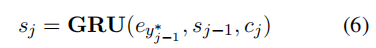 s_j = GRU(e_{y^*_{j-1}}, s_{j-1}, c_j) (6)